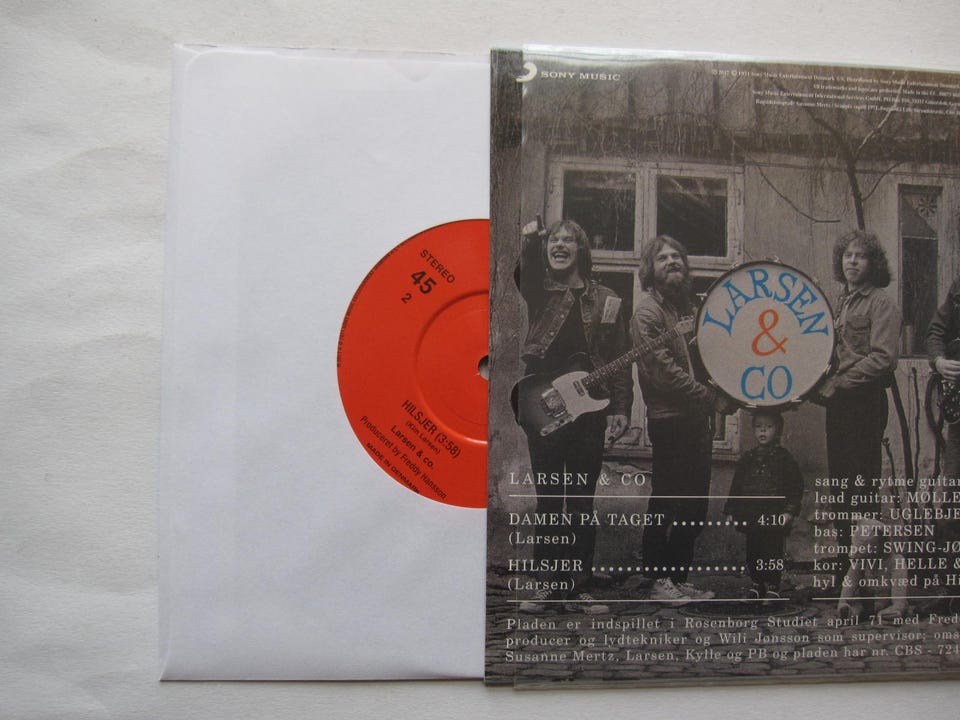 STEREO
45
2
HILSJER (3:58)
(Kim Larsen)
Larsen & co.
Produceret by Freddy Hansson
MADE IN DENMARK
SONY MUSIC
LARSEN
&
CO
LARSEN & CO
DAMEN PÅ TAGET ......... 4:10
(Larsen)
HILSJER .................. 3:58
(Larsen)
sang & rytme guitar
lead guitar: MØLLE
trommer: UGLEBJE
bas: PETERSEN
trompet: SWING-JØ
kor: VIVI, HELLE &
hyl & omkvæd på Hi
Pladen er indspillet i Rosenborg Studiet april 71 med Fred
producer og lydtekniker og Wili Jønsson som supervisor; oms
Susanne Mertz, Larsen, Kylle og PB og pladen har nr. CBS - 724